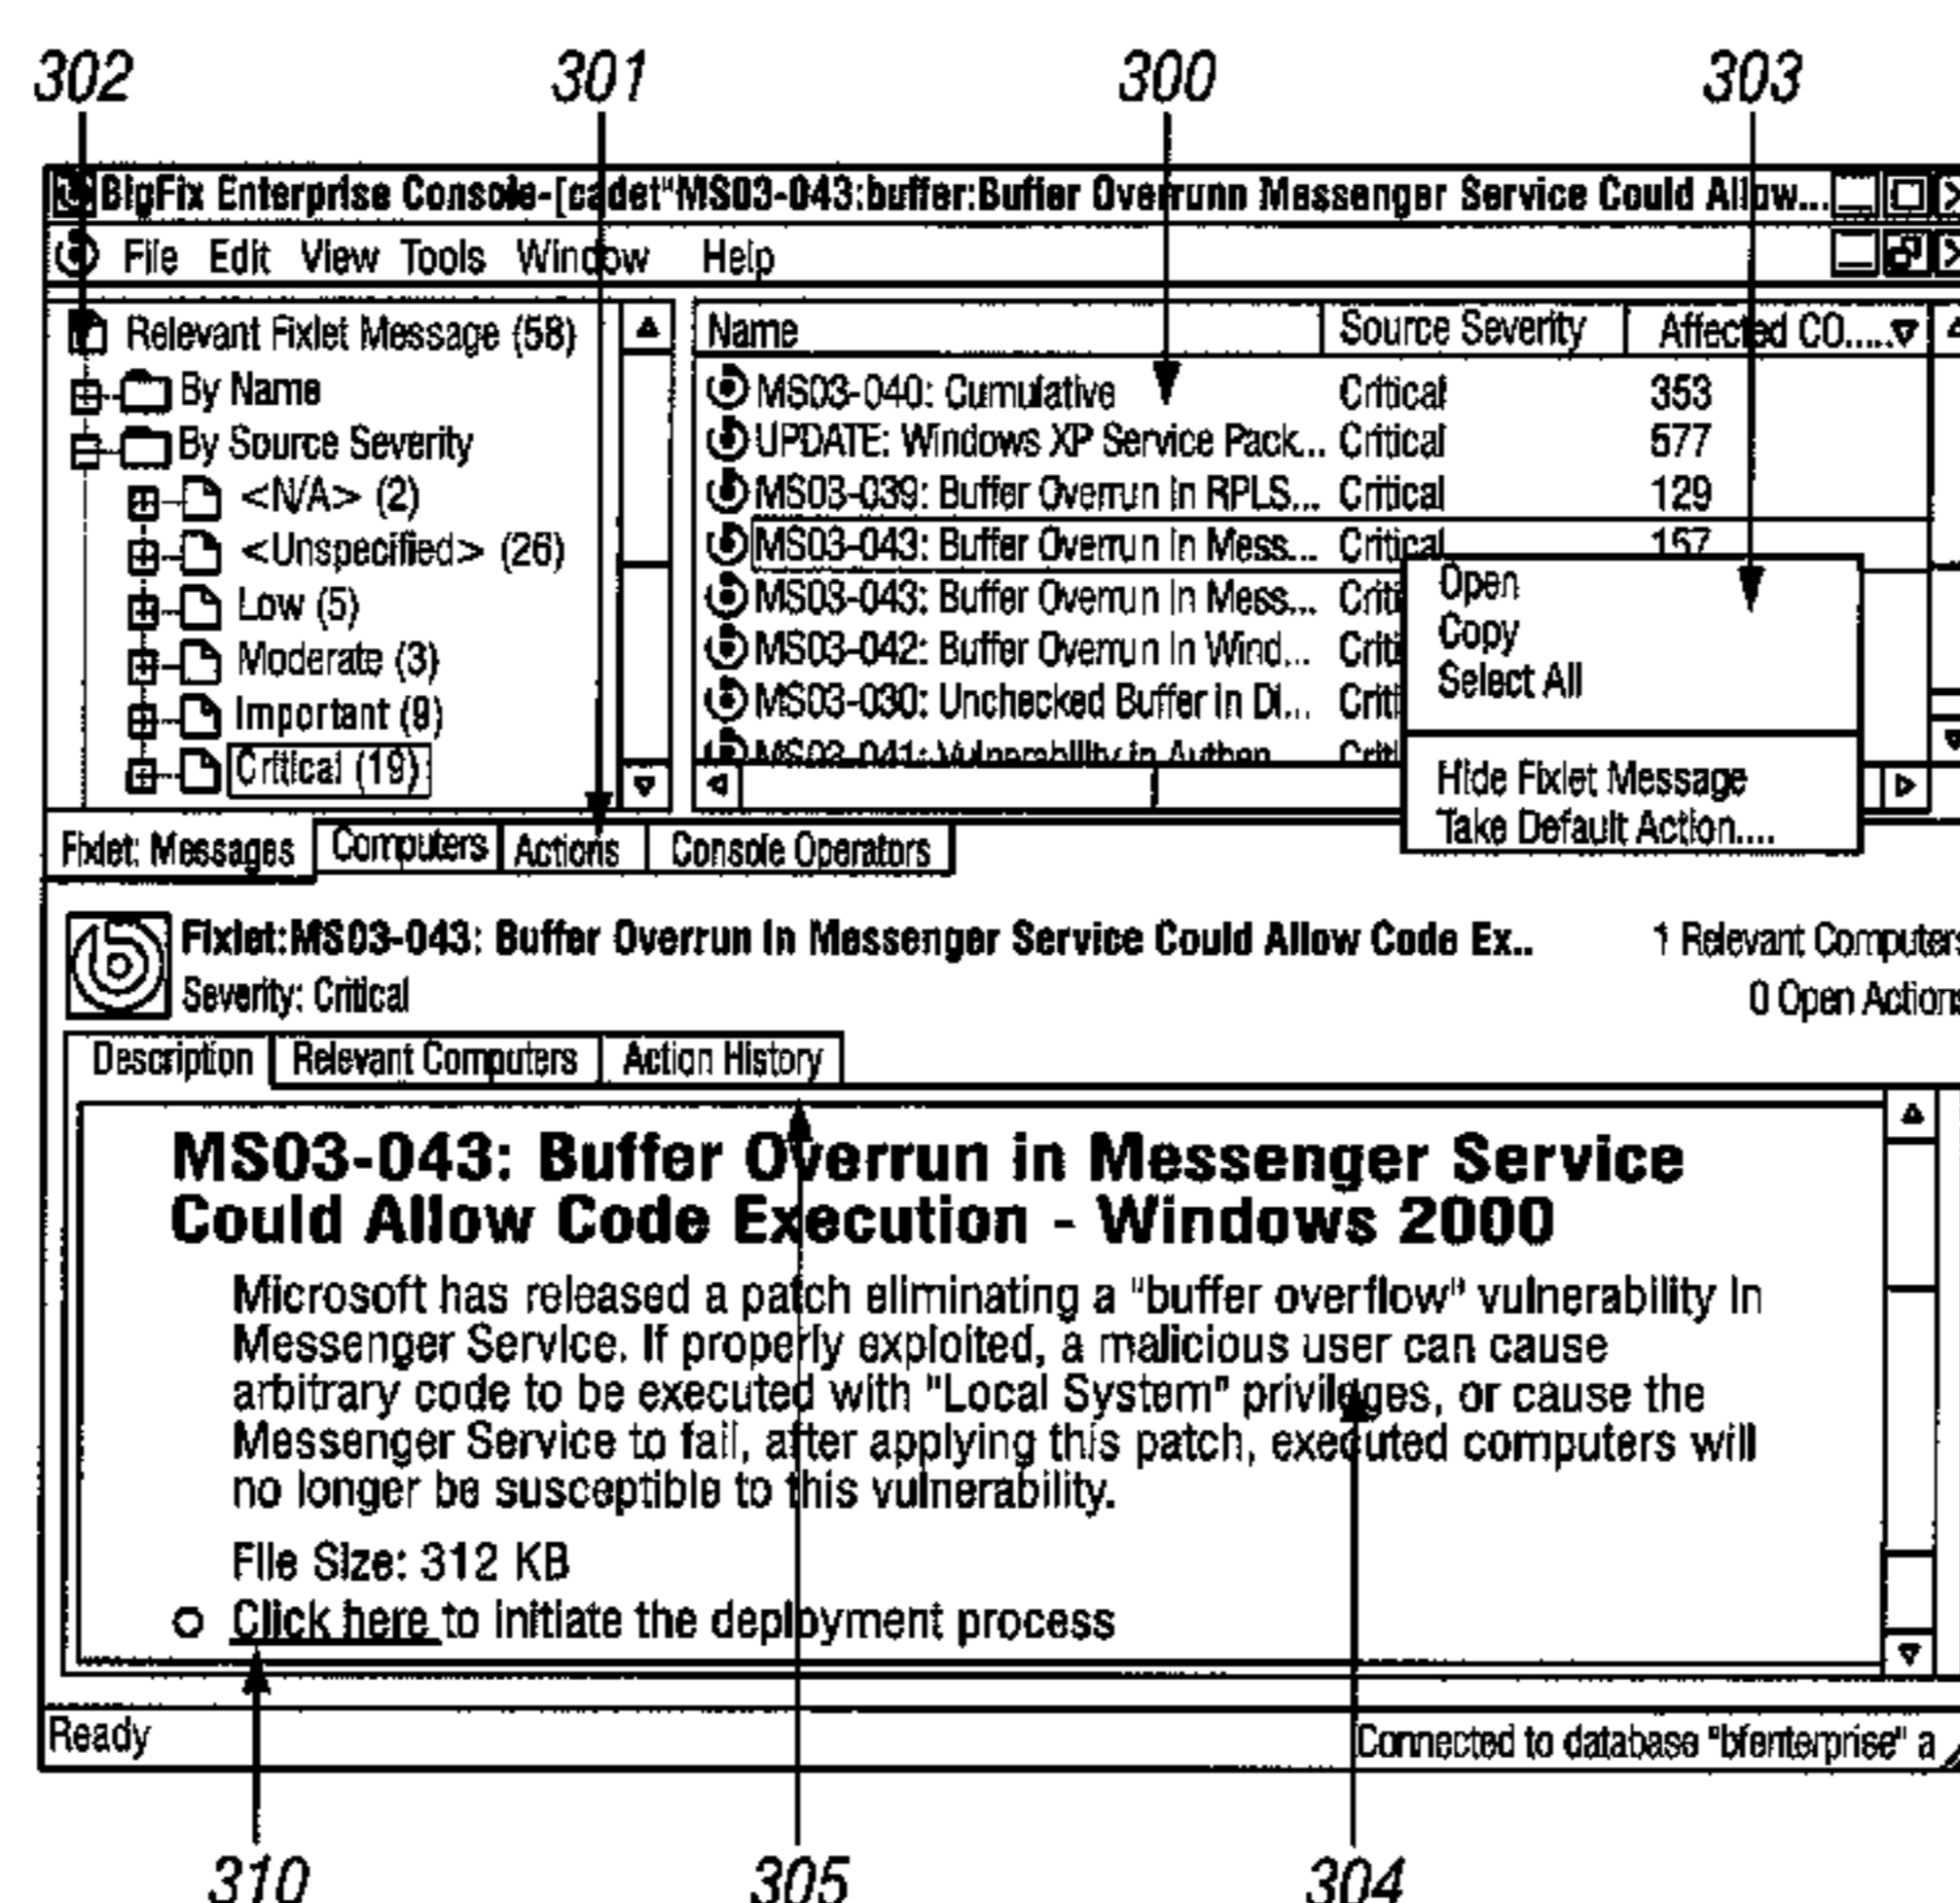 302 301 300 303
BigFix Enterprise Console-[cadet"MS03-043:buffer:Buffer Overrunn Messenger Service Could Allow...
File Edit View Tools Window Help
Relevant Fixlet Message (58)
By Name
By Source Severity
<N/A> (2)
<Unspecified> (26)
Low (5)
Moderate (3)
Important (9)
Critical (19)
Name Source Severity Affected CO.....
MS03-040: Cumulative Critical 353
UPDATE: Windows XP Service Pack... Critical 577
MS03-039: Buffer Overrun in RPLS... Critical 129
MS03-043: Buffer Overrun in Mess... Critical 157
MS03-043: Buffer Overrun in Mess... Criti
MS03-042: Buffer Overrun in Wind... Criti
MS03-030: Unchecked Buffer in Di... Criti
MS03-041: Vulnerability in Authen Criti
Open
Copy
Select All
Hide Fixlet Message
Take Default Action....
Fixlet: Messages Computers Actions Console Operators
Fixlet:MS03-043: Buffer Overrun in Messenger Service Could Allow Code Ex.. 1 Relevant Computers
Severity: Critical 0 Open Actions
Description Relevant Computers Action History
MS03-043: Buffer Overrun in Messenger Service
Could Allow Code Execution - Windows 2000
Microsoft has released a patch eliminating a "buffer overflow" vulnerability in
Messenger Service. If properly exploited, a malicious user can cause
arbitrary code to be executed with "Local System" privileges, or cause the
Messenger Service to fail, after applying this patch, executed computers will
no longer be susceptible to this vulnerability.
File Size: 312 KB
Click here to initiate the deployment process
Ready Connected to database "bfenterprise" a
310 305 304